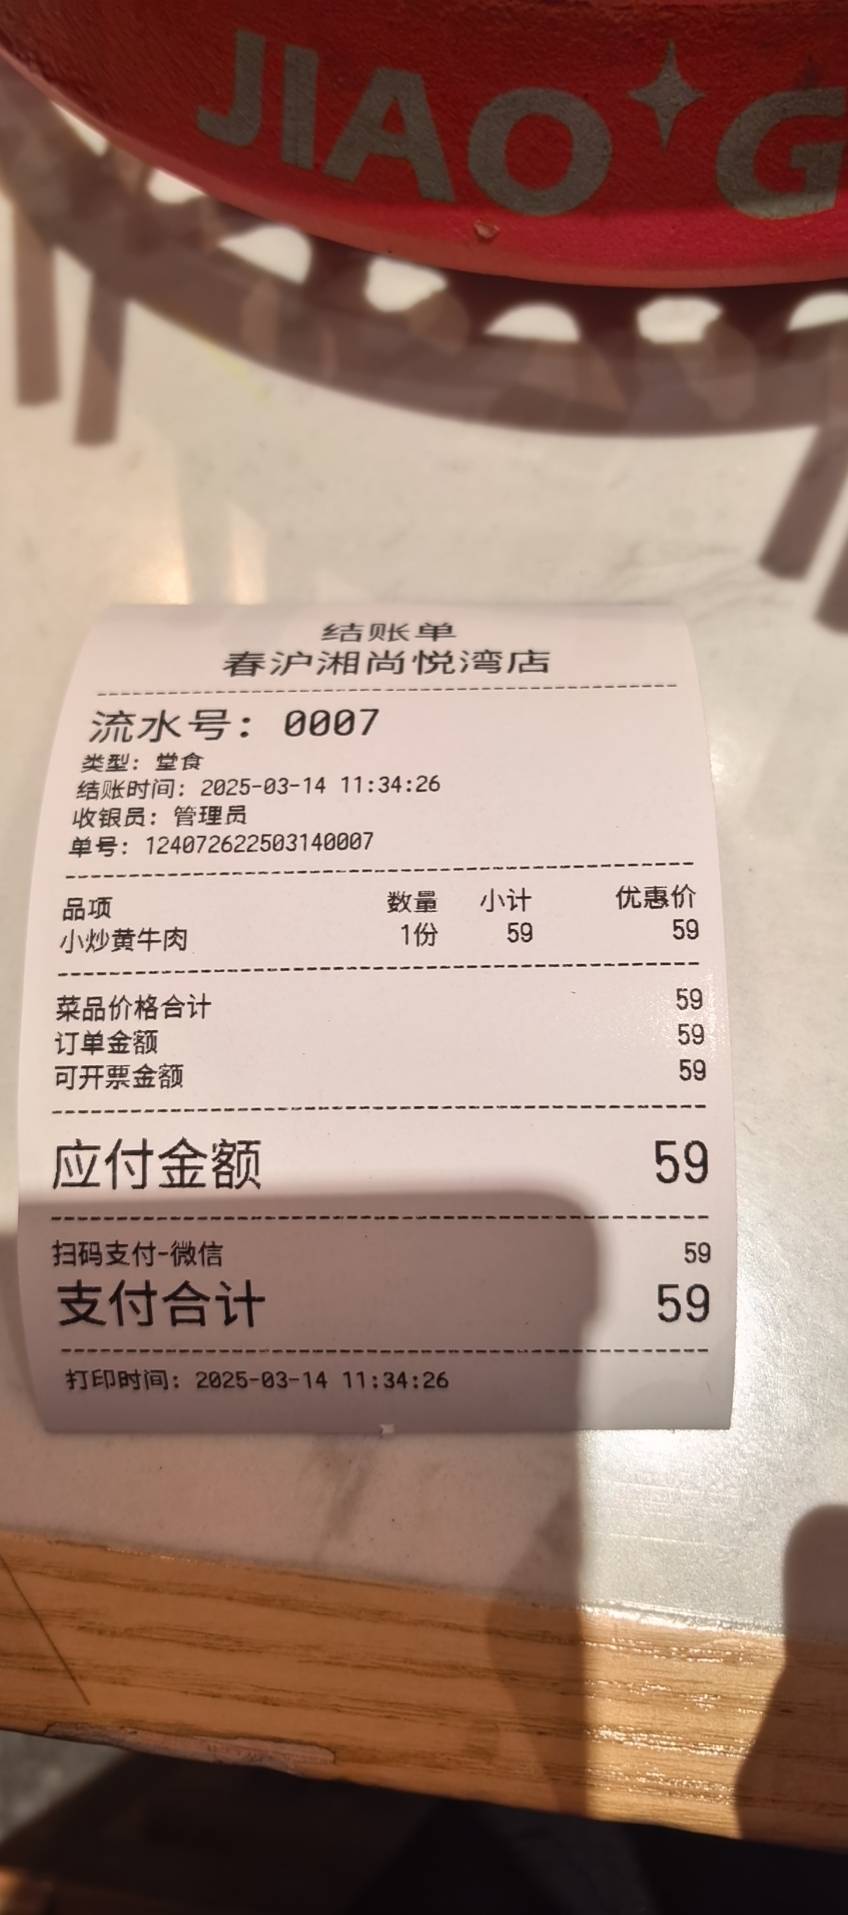 JIAO G
结账单
春沪湘尚悦湾店
流水号: 0007
类型: 堂食
结账时间: 2025-03-14 11:34:26
收银员: 管理员
单号: 124072622503140007
品项 数量 小计 优惠价
小炒黄牛肉 1份 59 59
菜品价格合计 59
订单金额 59
可开票金额 59
应付金额 59
扫码支付-微信 59
支付合计 59
打印时间: 2025-03-14 11:34:26